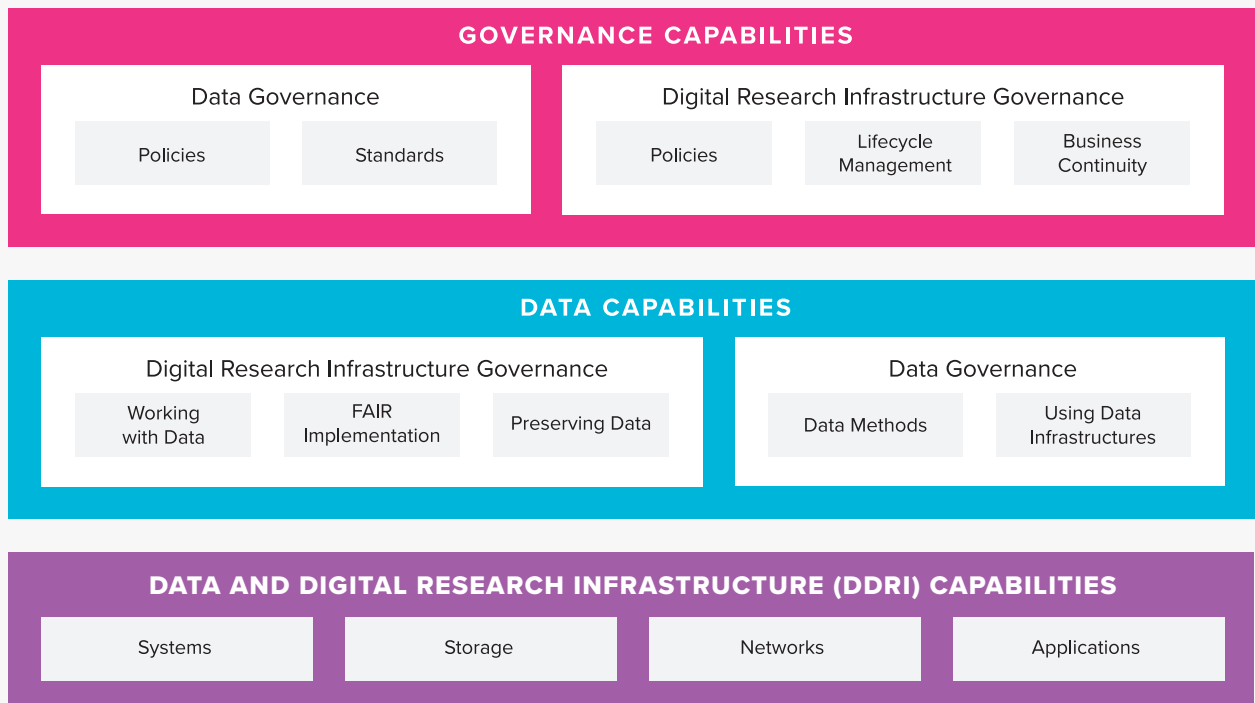 GOVERNANCE CAPABILITIES
Data Governance
Policies
Standards
Digital Research Infrastructure Governance
Policies
Lifecycle
Management
Business
Continuity
DATA CAPABILITIES
Digital Research Infrastructure Governance
Working
with Data
FAIR
Implementation
Preserving Data
Data Governance
Data Methods
Using Data
Infrastructures
DATA AND DIGITAL RESEARCH INFRASTRUCTURE (DDRI) CAPABILITIES
Systems
Storage
Networks
Applications